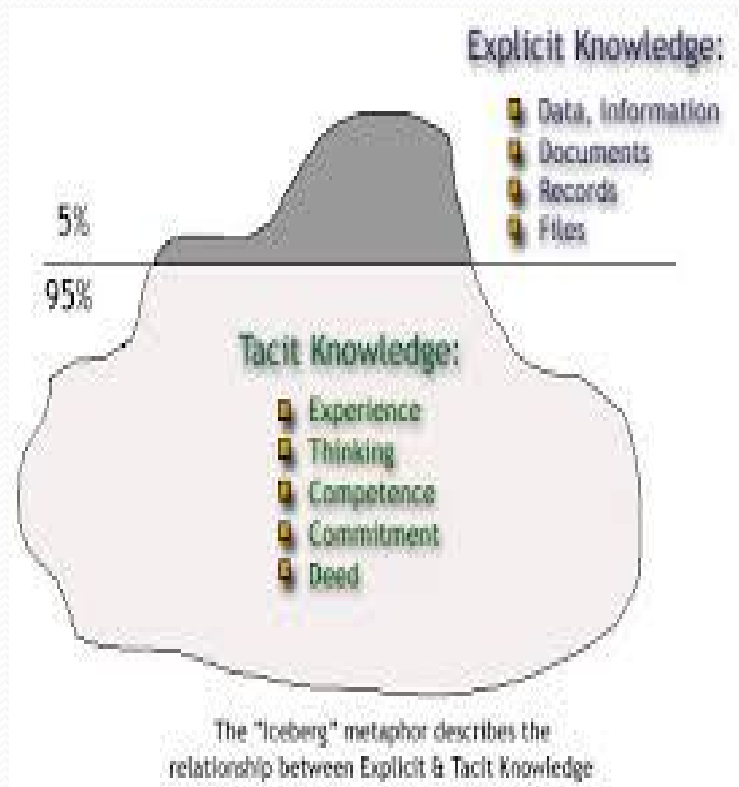 Explicit Knowledge:
Data, information
Documents
Records
Files
5%
95%
Tacit Knowledge:
Experience
Thinking
Competence
Commitment
Deed
The "Iceberg" metaphor describes the
relationship between Explicit & Tacit Knowledge